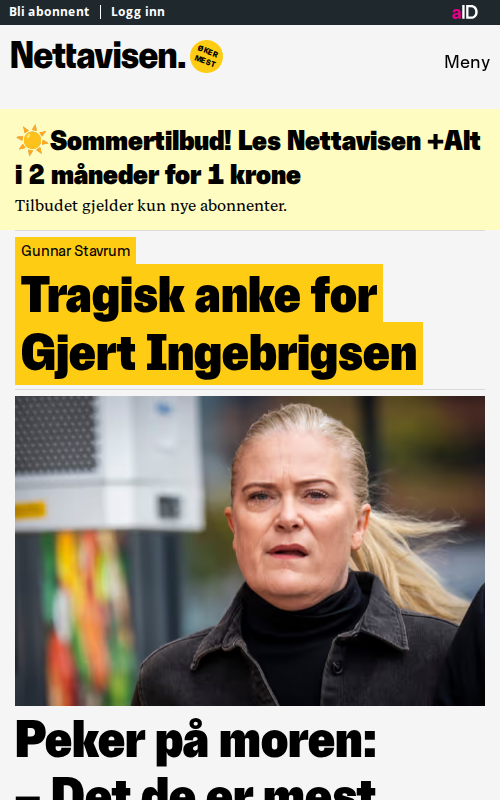 Bli abonnent | Logg inn
aID
Nettavisen.
ØKER
MEST
Meny
☀️Sommertilbud! Les Nettavisen +Alt
i 2 måneder for 1 krone
Tilbudet gjelder kun nye abonnenter.
Gunnar Stavrum
Tragisk anke for
Gjert Ingebrigsen
Peker på moren:
– Det de er mest